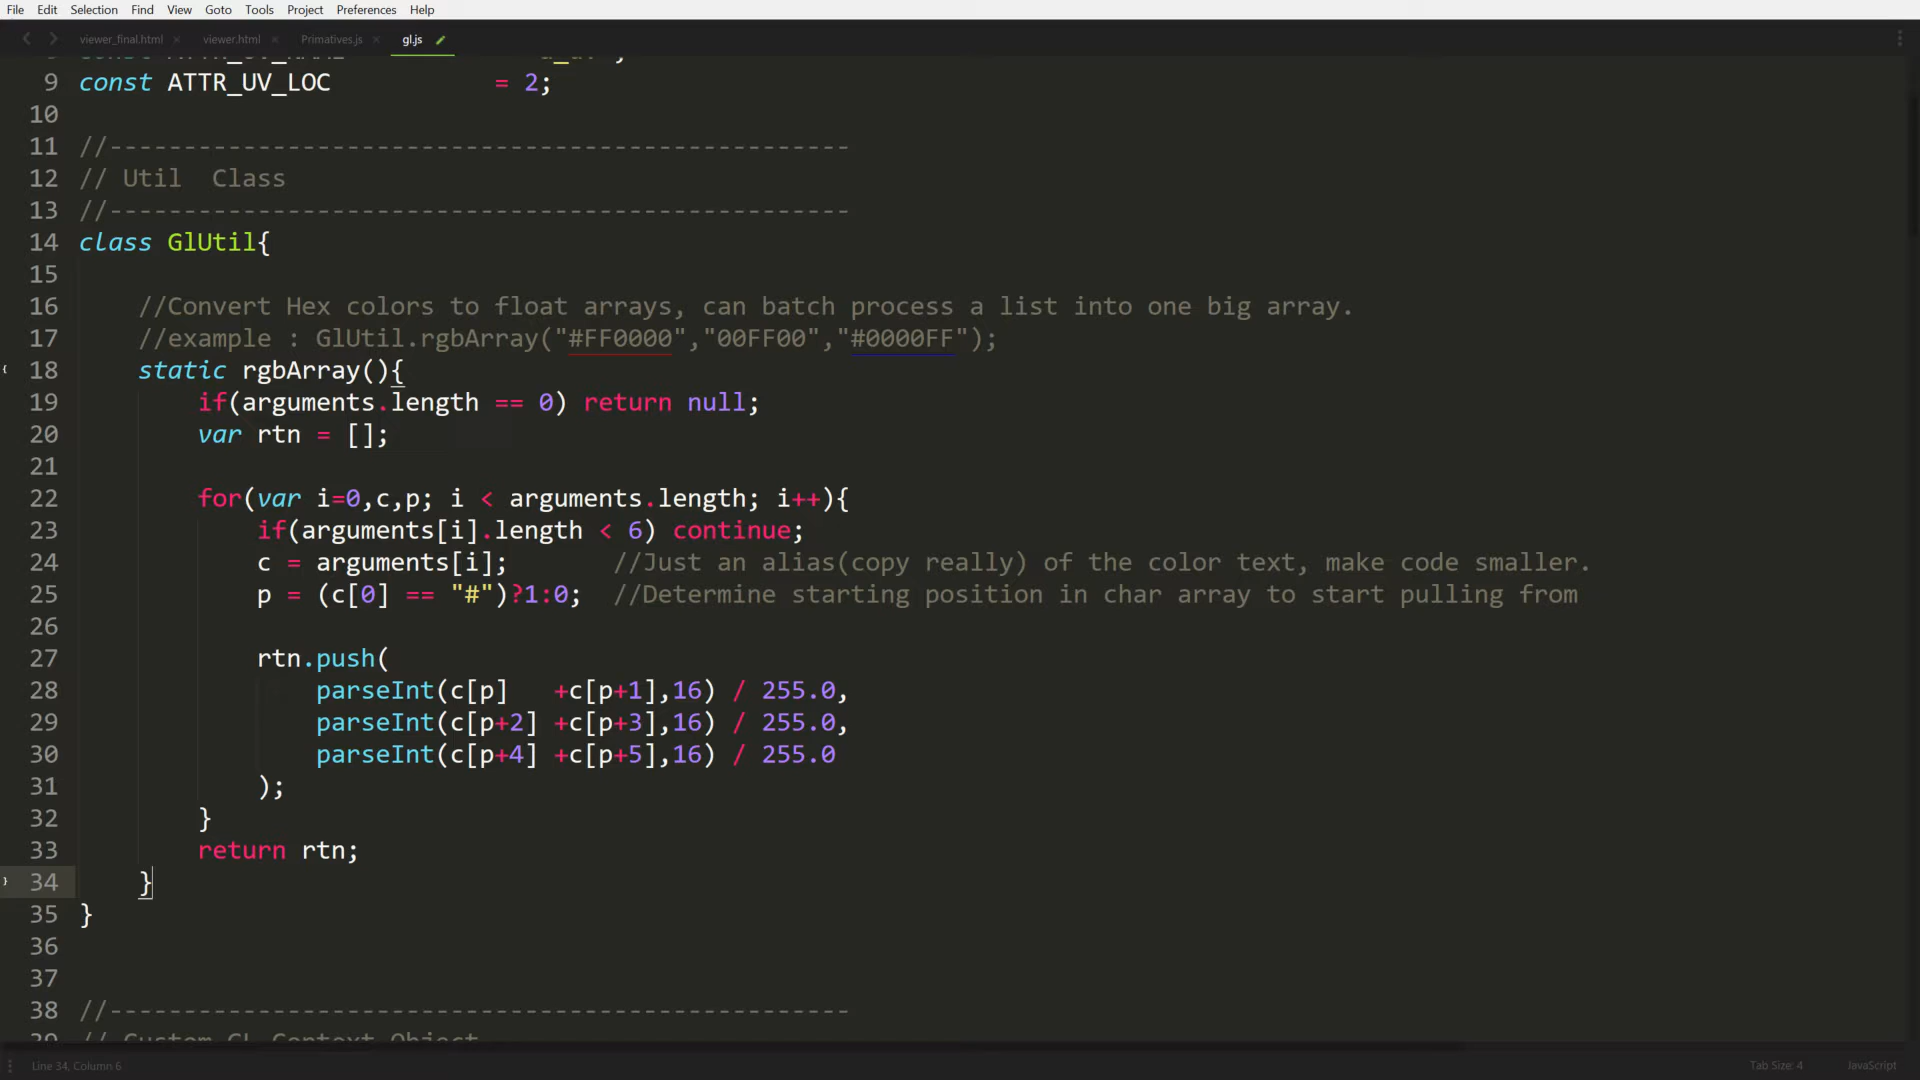 File Edit Selection Find View Goto Tools Project Preferences Help
viewer_final.html × viewer.html × Primatives.js × gl.js
9 const ATTR_UV_LOC = 2;
10
11 //--------------------------------------------------
12 // Util  Class
13 //--------------------------------------------------
14 class GlUtil{
15
16 //Convert Hex colors to float arrays, can batch process a list into one big array.
17 //example : GlUtil.rgbArray("#FF0000","00FF00","#0000FF");
18 static rgbArray(){
19 if(arguments.length == 0) return null;
20 var rtn = [];
21
22 for(var i=0,c,p; i < arguments.length; i++){
23 if(arguments[i].length < 6) continue;
24 c = arguments[i]; //Just an alias(copy really) of the color text, make code smaller.
25 p = (c[0] == "#")?1:0; //Determine starting position in char array to start pulling from
26
27 rtn.push(
28 parseInt(c[p]   +c[p+1],16) / 255.0,
29 parseInt(c[p+2] +c[p+3],16) / 255.0,
30 parseInt(c[p+4] +c[p+5],16) / 255.0
31 );
32 }
33 return rtn;
34 }
35 }
36
37
38 //--------------------------------------------------
39 // Custom GL Context Object
Line 34, Column 6 Tab Size: 4 JavaScript